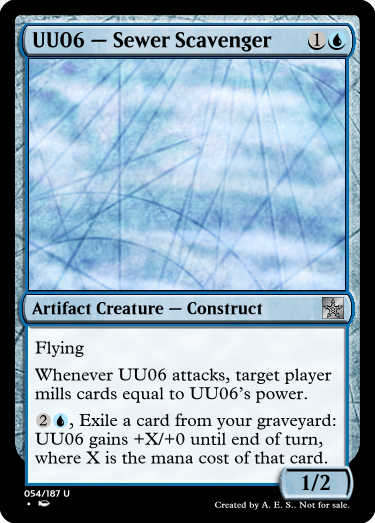 UU06 — Sewer Scavenger 1
Artifact Creature — Construct
Flying
Whenever UU06 attacks, target player
mills cards equal to UU06's power.
2, Exile a card from your graveyard:
UU06 gains +X/+0 until end of turn,
where X is the mana cost of that card.
1/2
054/187 U
Created by A. E. S.. Not for sale.